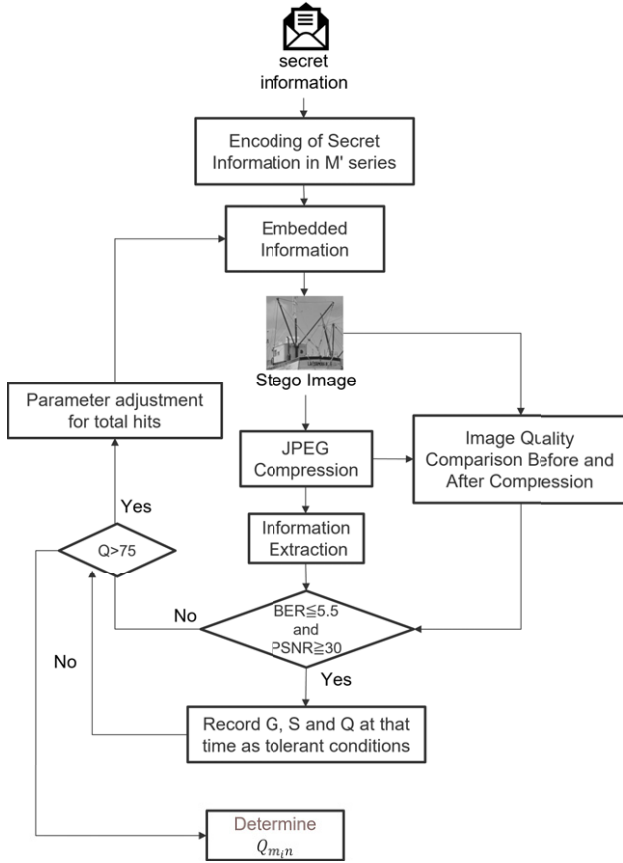 secret
information
Encoding of Secret
Information in M' series
Embedded
Information
Stego Image
Parameter adjustment
for total hits
JPEG
Compression
Image Quality
Comparison Before and
After Compression
Yes
Information
Extraction
Q>75
No
BER≦5.5
and
PSNR≧30
No
Yes
Record G, S and Q at that
time as tolerant conditions
Determine
Q_{m_in}